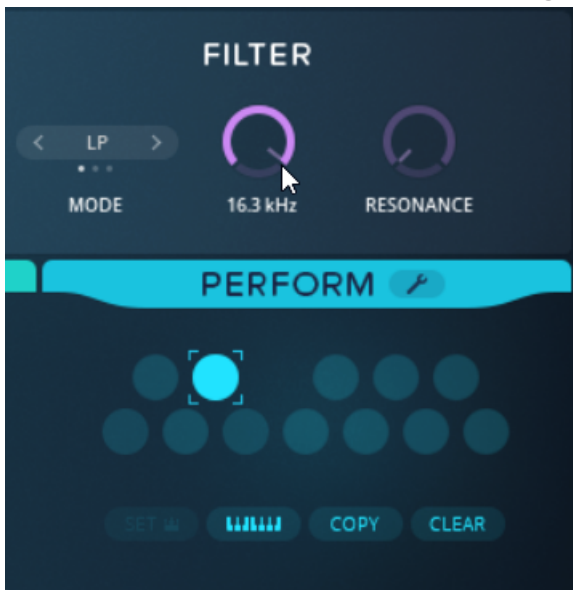 FILTER
< LP >
MODE
16.3 kHz
RESONANCE
PERFORM
SET
COPY
CLEAR